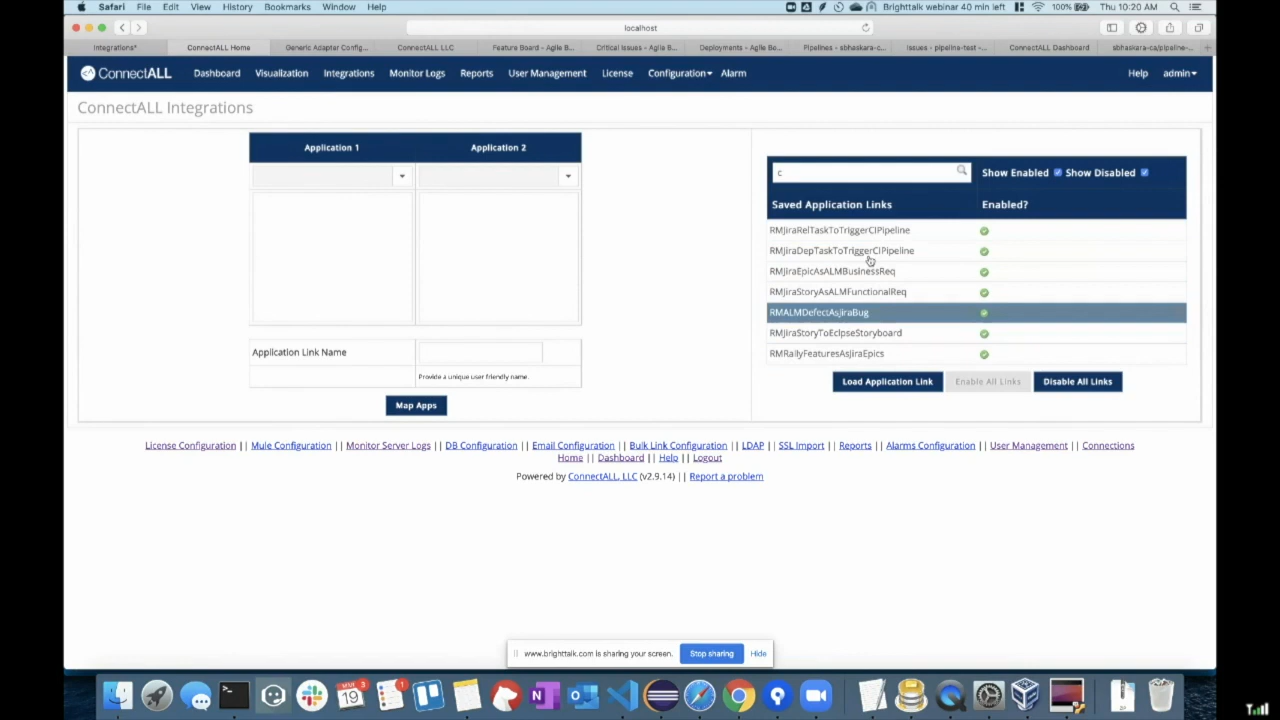 Safari File Edit View History Bookmarks Window Help Brighttalk webinar 40 min left 100% Thu 10:20 AM
localhost
Integrations* ConnectALL Home Generic Adapter Config... ConnectALL LLC Feature Board - Agile B... Critical Issues - Agile B... Deployments - Agile Be... Pipelines - sbhaskara-c... Issues - pipeline-test -... ConnectALL Dashboard sbhaskara-ca/pipeline-...
ConnectALL Dashboard Visualization Integrations Monitor Logs Reports User Management License Configuration Alarm Help admin
ConnectALL Integrations
Application 1 Application 2
c Show Enabled Show Disabled
Saved Application Links Enabled?
RMJiraRelTaskToTriggerCIPipeline
RMJiraDepTaskToTriggerCIPipeline
RMJiraEpicAsALMBusinessReq
RMJiraStoryAsALMFunctionalReq
RMALMDefectAsJiraBug
RMJiraStoryToEclpseStoryboard
RMRallyFeaturesAsJiraEpics
Application Link Name
Provide a unique user friendly name.
Map Apps
Load Application Link Enable All Links Disable All Links
License Configuration || Mule Configuration || Monitor Server Logs || DB Configuration || Email Configuration || Bulk Link Configuration || LDAP || SSL Import || Reports || Alarms Configuration || User Management || Connections
Home || Dashboard || Help || Logout
Powered by ConnectALL, LLC (v2.9.14) || Report a problem
www.brighttalk.com is sharing your screen. Stop sharing Hide
19